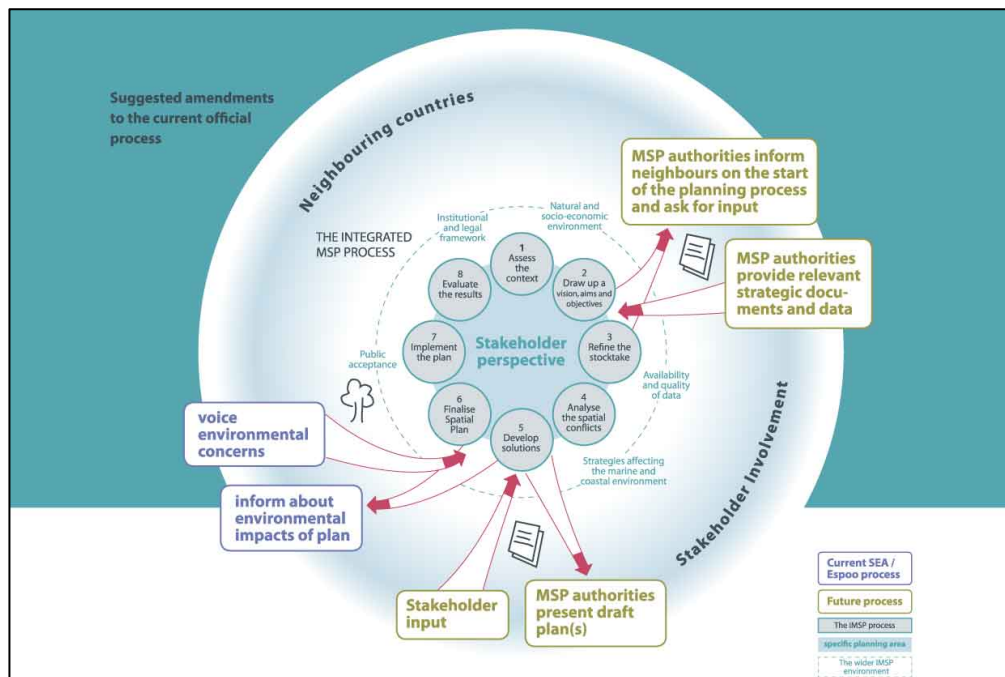 Suggested amendments
to the current official
process
Neighbouring countries
MSP authorities inform
neighbours on the start
of the planning process
and ask for input
THE INTEGRATED
MSP PROCESS
Institutional
and legal
framework
Natural and
socio-economic
environment
MSP authorities
provide relevant
strategic docu-
ments and data
1
Assess
the
context
8
Evaluate
the results
2
Draw up a
vision, aims and
objectives
Stakeholder
perspective
7
Implement
the plan
3
Refine the
stocktake
Public
acceptance
Availability
and quality
of data
6
Finalise
Spatial
Plan
4
Analyse
the spatial
conflicts
5
Develop
solutions
Strategies affecting
the marine and
coastal environment
Stakeholder Involvement
voice
environmental
concerns
inform about
environmental
impacts of plan
Stakeholder
input
MSP authorities
present draft
plan(s)
Current SEA /
Espoo process
Future process
The iMSP process
specific planning area
The wider IMSP
environment